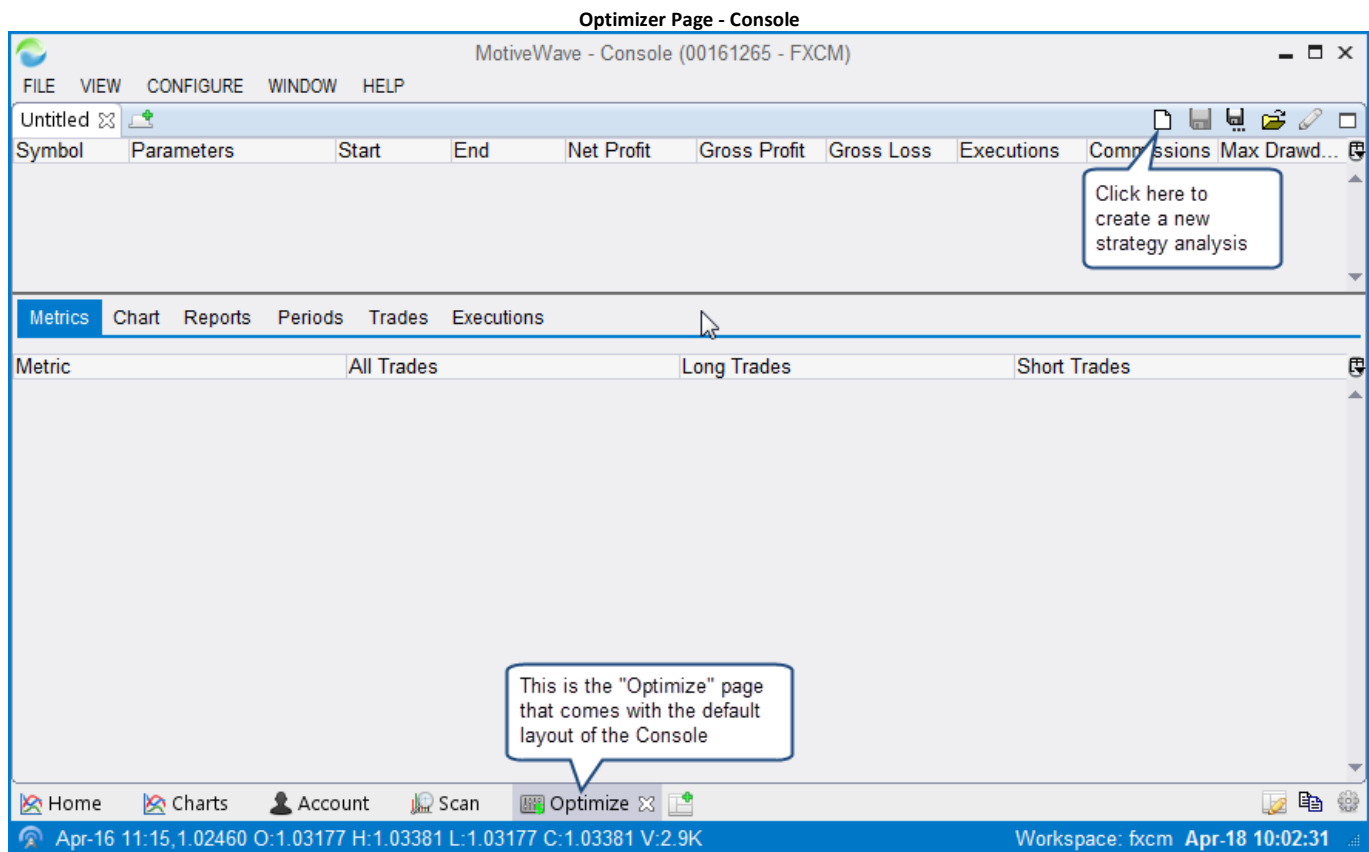 Optimizer Page - Console
MotiveWave - Console (00161265 - FXCM)
FILE VIEW CONFIGURE WINDOW HELP
Untitled
Symbol Parameters Start End Net Profit Gross Profit Gross Loss Executions Commissions Max Drawd...
Click here to
create a new
strategy analysis
Metrics Chart Reports Periods Trades Executions
Metric All Trades Long Trades Short Trades
This is the "Optimize" page
that comes with the default
layout of the Console
Home Charts Account Scan Optimize
Apr-16 11:15,1.02460 O:1.03177 H:1.03381 L:1.03177 C:1.03381 V:2.9K Workspace: fxcm Apr-18 10:02:31